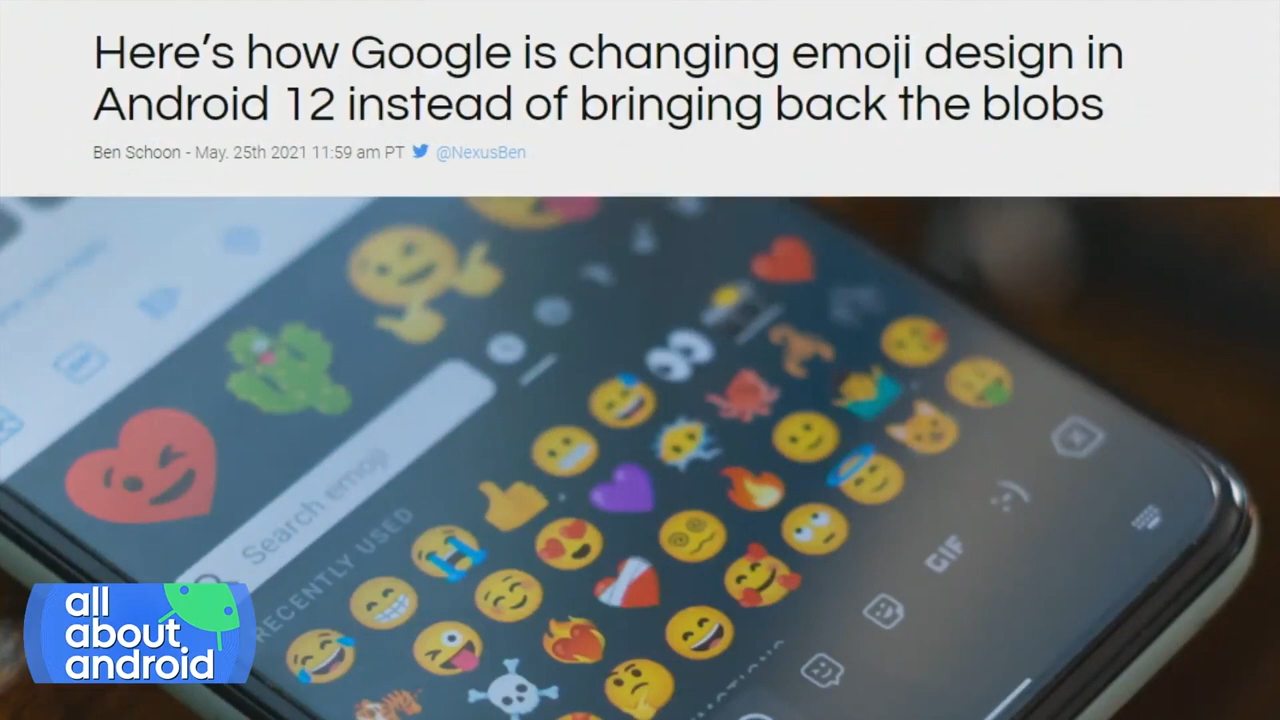 Here's how Google is changing emoji design in
Android 12 instead of bringing back the blobs
Ben Schoon - May. 25th 2021 11:59 am PT @NexusBen
Search emoji
RECENTLY USED
GIF
all
about
android